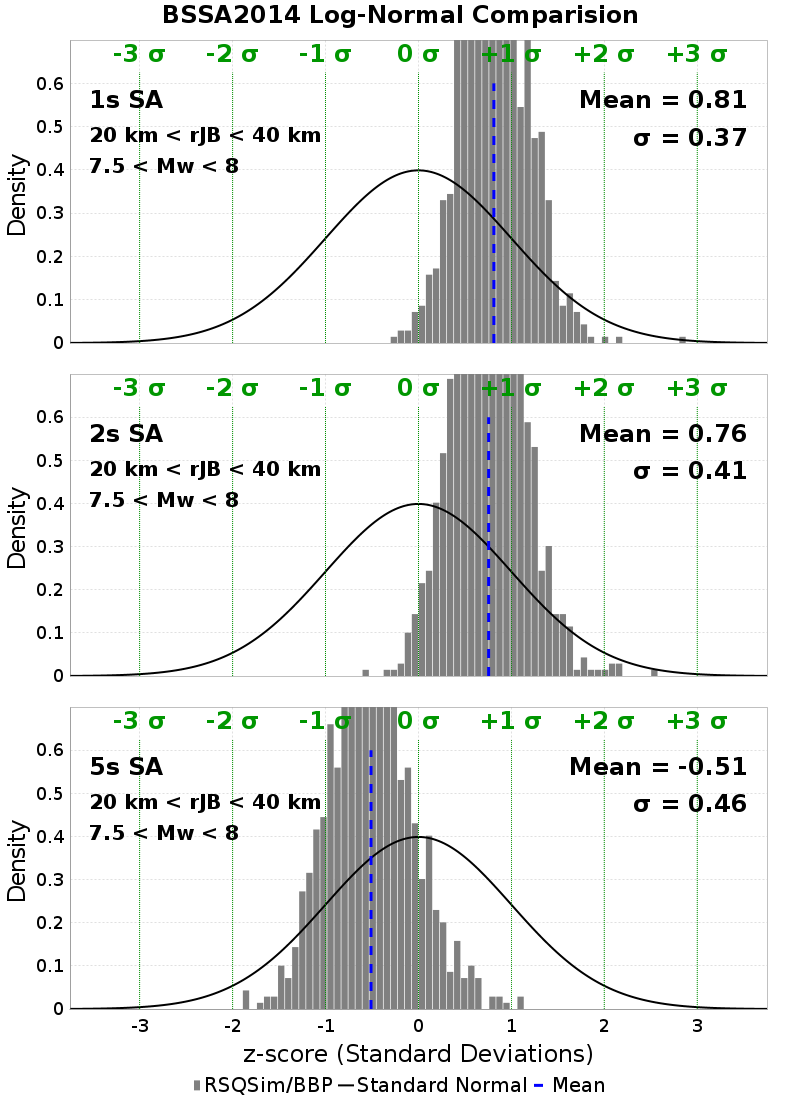 BSSA2014 Log-Normal Comparision
-3 σ -2 σ -1 σ 0 σ +1 σ +2 σ +3 σ
0.6
1s SA Mean = 0.81
0.5
20 km < rJB < 40 km σ = 0.37
0.4
7.5 < Mw < 8
Density
0.3
0.2
0.1
0
-3 σ -2 σ -1 σ 0 σ +1 σ +2 σ +3 σ
0.6
2s SA Mean = 0.76
0.5
20 km < rJB < 40 km σ = 0.41
0.4
7.5 < Mw < 8
Density
0.3
0.2
0.1
0
-3 σ -2 σ -1 σ 0 σ +1 σ +2 σ +3 σ
0.6
5s SA Mean = -0.51
0.5
20 km < rJB < 40 km σ = 0.46
0.4
7.5 < Mw < 8
Density
0.3
0.2
0.1
0
-3 -2 -1 0 1 2 3
z-score (Standard Deviations)
RSQSim/BBP Standard Normal Mean